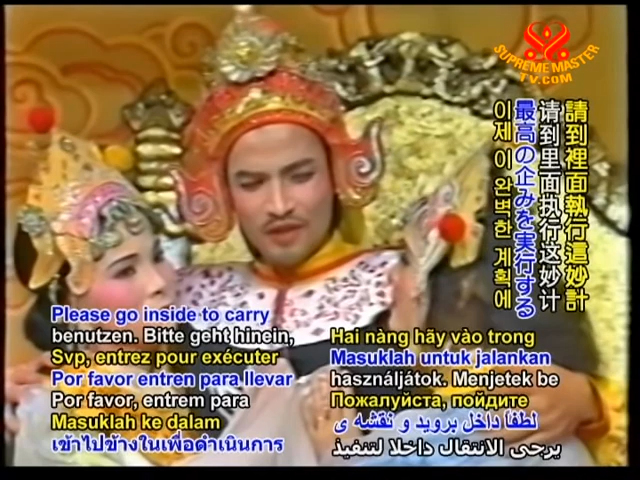 SUPREME MASTER
TV.COM
請到裡面執行這妙計
请到里面执行这妙计
最高の企みを実行する
이제 이 완벽한 계획에
Please go inside to carry
benutzen. Bitte geht hinein,
Svp, entrez pour exécuter
Por favor entren para llevar
Por favor, entrem para
Masuklah ke dalam
เข้าไปข้างในเพื่อดำเนินการ
Hai nàng hãy vào trong
Masuklah untuk jalankan
használjátok. Menjetek be
Пожалуйста, пойдите
لطفاً داخل بروید و نقشه ی
يرجى الانتقال داخلا لتنفيذ